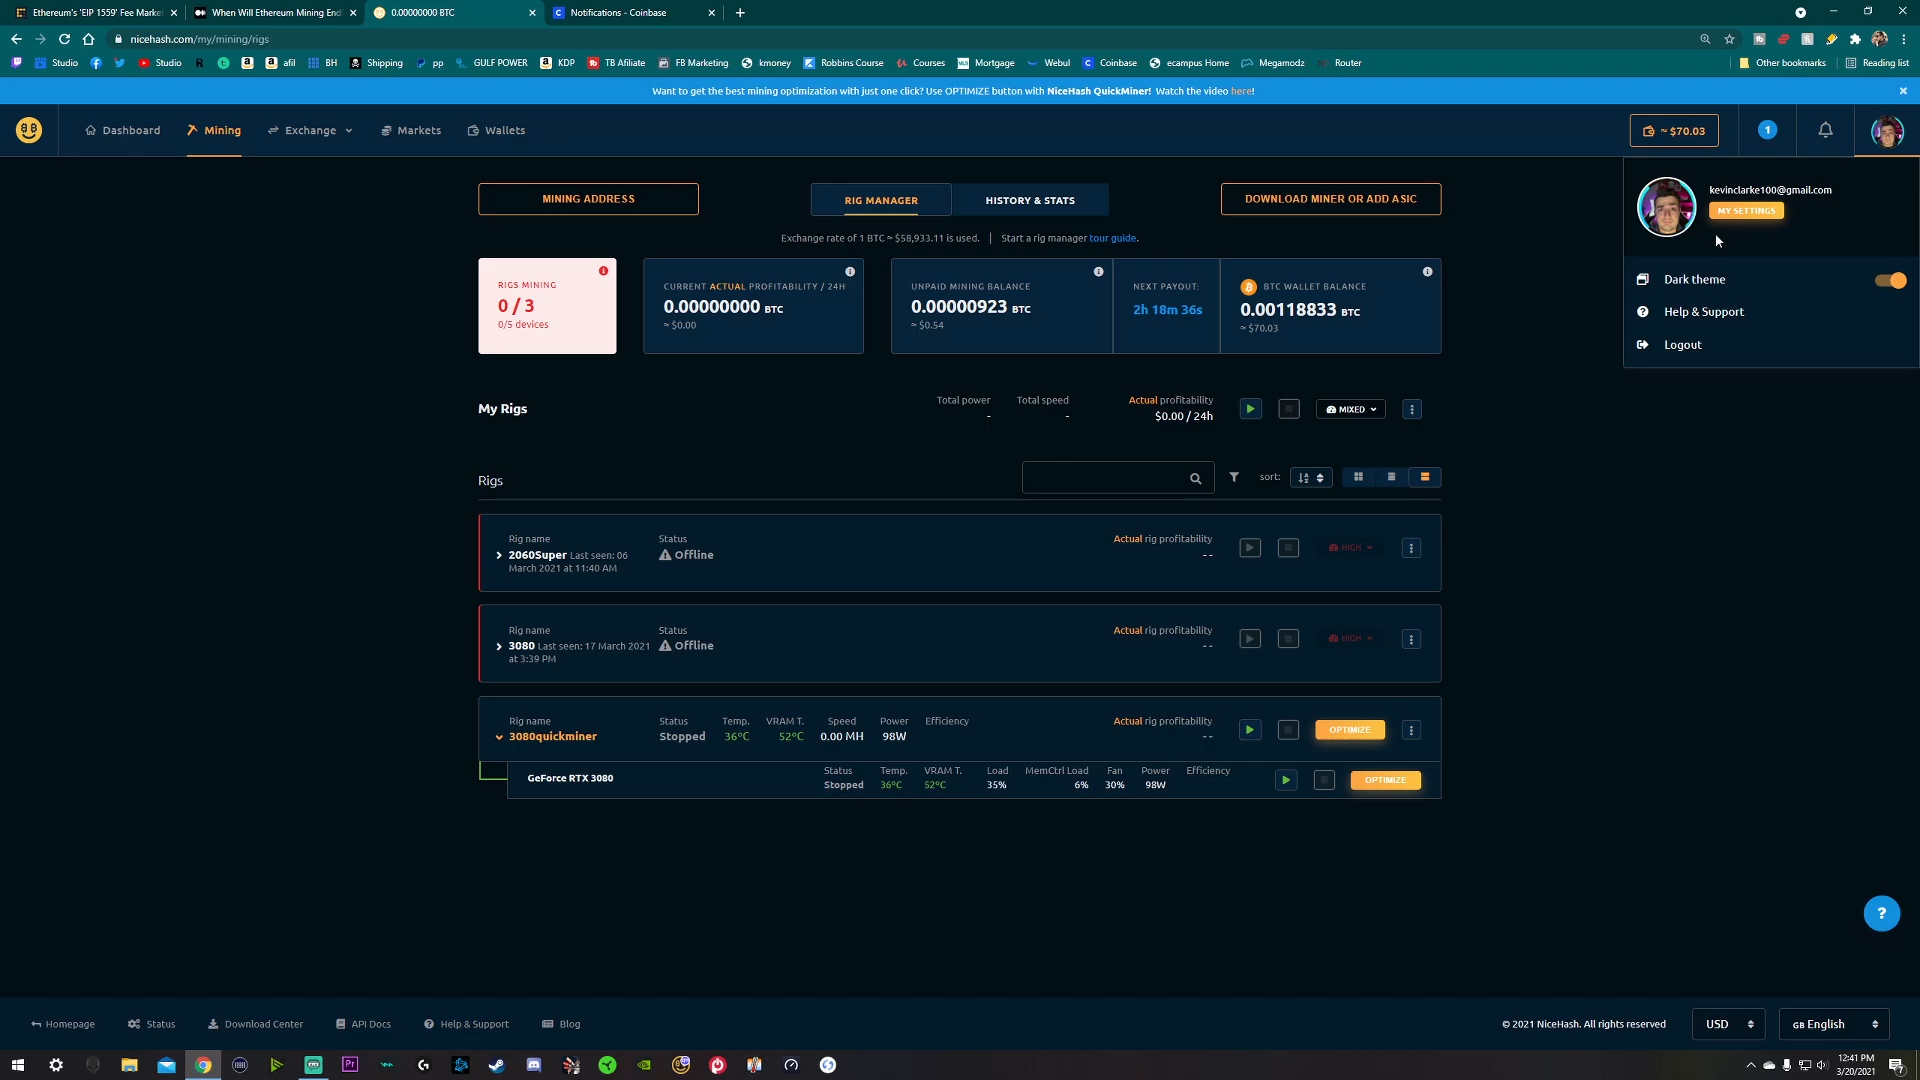 Ethereum's 'EIP 1559' Fee Market
When Will Ethereum Mining End
0.00000000 BTC
Notifications - Coinbase
nicehash.com/my/mining/rigs
Studio
Studio
R
afil
BH
Shipping
pp
GULF POWER
KDP
TB Afiliate
FB Marketing
kmoney
Robbins Course
Courses
Mortgage
Webul
Coinbase
ecampus Home
Megamodz
Router
Other bookmarks
Reading list
Want to get the best mining optimization with just one click? Use OPTIMIZE button with NiceHash QuickMiner! Watch the video here!
Dashboard
Mining
Exchange
Markets
Wallets
~ $70.03
1
kevinclarke100@gmail.com
MY SETTINGS
Dark theme
Help & Support
Logout
MINING ADDRESS
RIG MANAGER
HISTORY & STATS
DOWNLOAD MINER OR ADD ASIC
Exchange rate of 1 BTC ≈ $58,933.11 is used. | Start a rig manager tour guide.
RIGS MINING
0 / 3
0/5 devices
CURRENT ACTUAL PROFITABILITY / 24H
0.00000000 BTC
≈ $0.00
UNPAID MINING BALANCE
0.00000923 BTC
≈ $0.54
NEXT PAYOUT:
2h 18m 36s
BTC WALLET BALANCE
0.00118833 BTC
≈ $70.03
My Rigs
Total power
-
Total speed
-
Actual profitability
$0.00 / 24h
MIXED
Rigs
sort:
Rig name
2060Super Last seen: 06
March 2021 at 11:40 AM
Status
Offline
Actual rig profitability
- -
HIGH
Rig name
3080 Last seen: 17 March 2021
at 3:39 PM
Status
Offline
Actual rig profitability
- -
HIGH
Rig name Status Temp. VRAM T. Speed Power Efficiency Actual rig profitability
3080quickminer Stopped 36ºC 52ºC 0.00 MH 98W - -
OPTIMIZE
GeForce RTX 3080
Status Temp. VRAM T. Load MemCtrl Load Fan Power Efficiency
Stopped 36ºC 52ºC 35% 6% 30% 98W
OPTIMIZE
?
Homepage
Status
Download Center
API Docs
Help & Support
Blog
© 2021 NiceHash. All rights reserved
USD
GB English
12:41 PM
3/20/2021